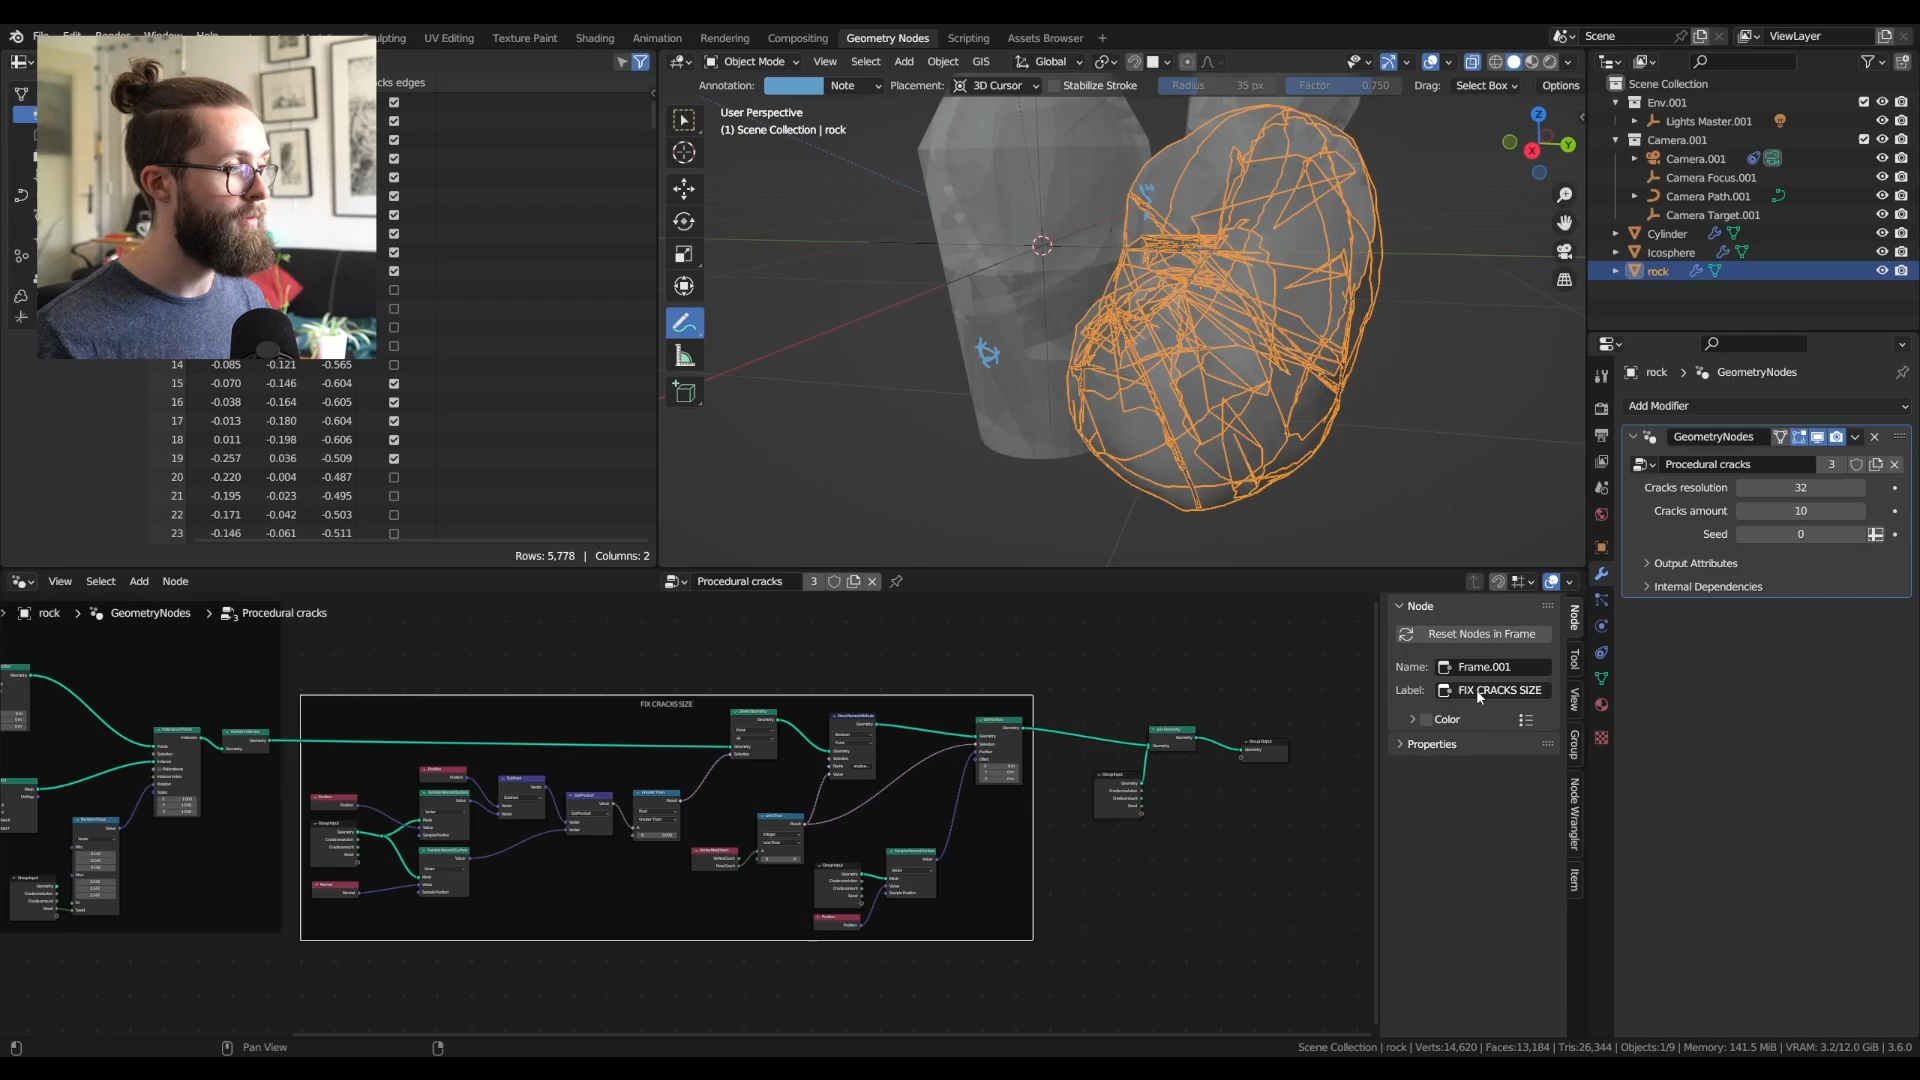 File Edit Render Window Help Sculpting UV Editing Texture Paint Shading Animation Rendering Compositing Geometry Nodes Scripting Assets Browser + Scene ViewLayer
Object Mode View Select Add Object GIS Global
Annotation: Note Placement: 3D Cursor Stabilize Stroke Radius 35 px Factor 0.750 Drag: Select Box Options
cks edges
User Perspective
(1) Scene Collection | rock
14 -0.085 -0.121 -0.565
15 -0.070 -0.146 -0.604
16 -0.038 -0.164 -0.605
17 -0.013 -0.180 -0.604
18 0.011 -0.198 -0.606
19 -0.257 0.036 -0.509
20 -0.220 -0.004 -0.487
21 -0.195 -0.023 -0.495
22 -0.171 -0.042 -0.503
23 -0.146 -0.061 -0.511
Rows: 5,778 | Columns: 2
Z
Y
X
Scene Collection
Env.001
Lights Master.001
Camera.001
Camera.001
Camera Focus.001
Camera Path.001
Camera Target.001
Cylinder
Icosphere
rock
rock > GeometryNodes
Add Modifier
GeometryNodes
Procedural cracks 3
Cracks resolution 32
Cracks amount 10
Seed 0
Output Attributes
Internal Dependencies
View Select Add Node Procedural cracks 3
rock > GeometryNodes > Procedural cracks
3
FIX CRACKS SIZE
Node
Reset Nodes in Frame
Name: Frame.001
Label: FIX CRACKS SIZE
Color
Properties
Node
Tool
View
Group
Node Wrangler
Item
Pan View
Scene Collection | rock | Verts:14,620 | Faces:13,184 | Tris:26,344 | Objects:1/9 | Memory: 141.5 MiB | VRAM: 3.2/12.0 GiB | 3.6.0